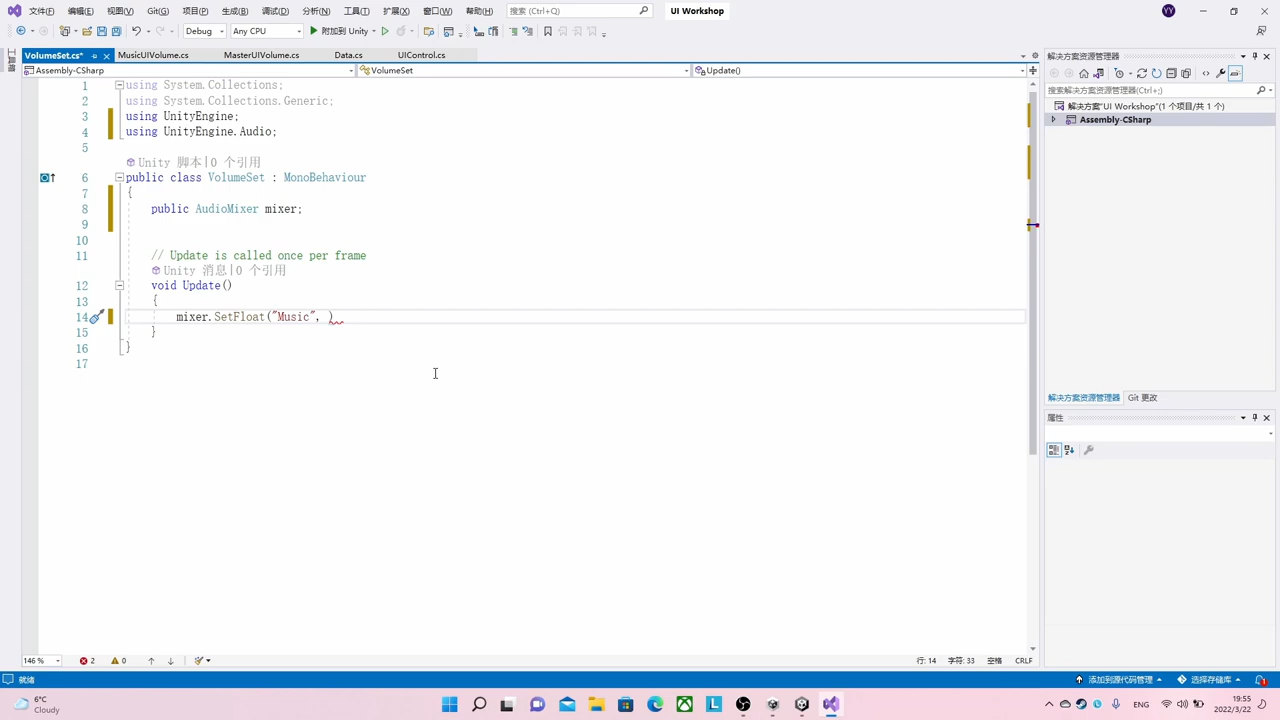 文件(F) 编辑(E) 视图(V) Git(G) 项目(P) 生成(B) 调试(D) 分析(N) 工具(T) 扩展(X) 窗口(W) 帮助(H) 搜索 (Ctrl+Q) UI Workshop YY
Debug Any CPU 附加到 Unity
VolumeSet.cs* MusicUIVolume.cs MasterUIVolume.cs Data.cs UIControl.cs
Assembly-CSharp VolumeSet Update()
1 using System.Collections;
2 using System.Collections.Generic;
3 using UnityEngine;
4 using UnityEngine.Audio;
5
Unity 脚本|0 个引用
6 public class VolumeSet : MonoBehaviour
7 {
8 public AudioMixer mixer;
9
10
11 // Update is called once per frame
Unity 消息|0 个引用
12 void Update()
13 {
14 mixer.SetFloat("Music", )
15 }
16 }
17
146 % 2 0 行: 14 字符: 33 空格 CRLF
工具箱
解决方案资源管理器
搜索解决方案资源管理器(Ctrl+;)
解决方案"UI Workshop"(1 个项目/共 1 个)
Assembly-CSharp
解决方案资源管理器 Git 更改
属性
就绪 添加到源代码管理 选择存储库 1
6°C
Cloudy
L
ENG
19:55
2022/3/22